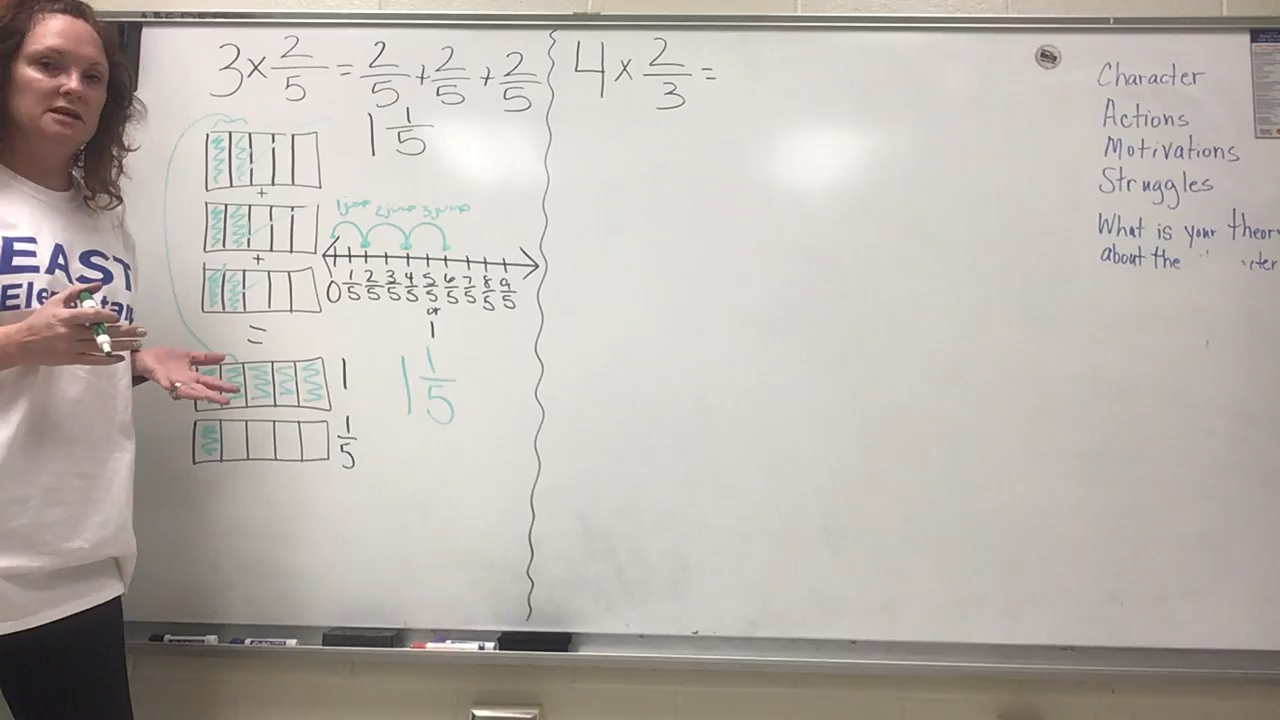 3 × 2/5 = 2/5 + 2/5 + 2/5
1 1/5
+
+
=
1
1/5
1 jump 2 jump 3 jump
0 1/5 2/5 3/5 4/5 5/5 6/5 7/5 8/5 9/5
or
1
1 1/5
4 × 2/3 =
Character
Actions
Motivations
Struggles
What is your theory
about the
EAST